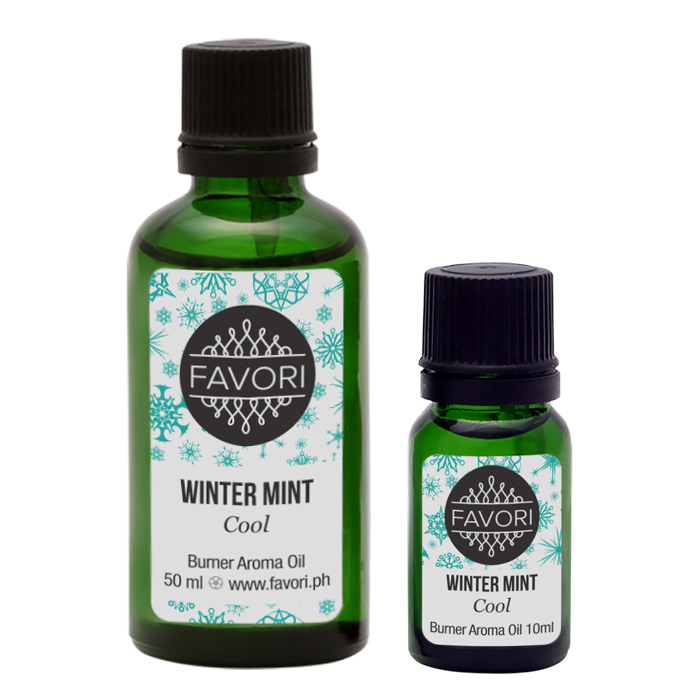 FAVORI
WINTER MINT
Cool
Burner Aroma Oil
50 ml www.favori.ph
FAVORI
WINTER MINT
Cool
Burner Aroma Oil 10ml